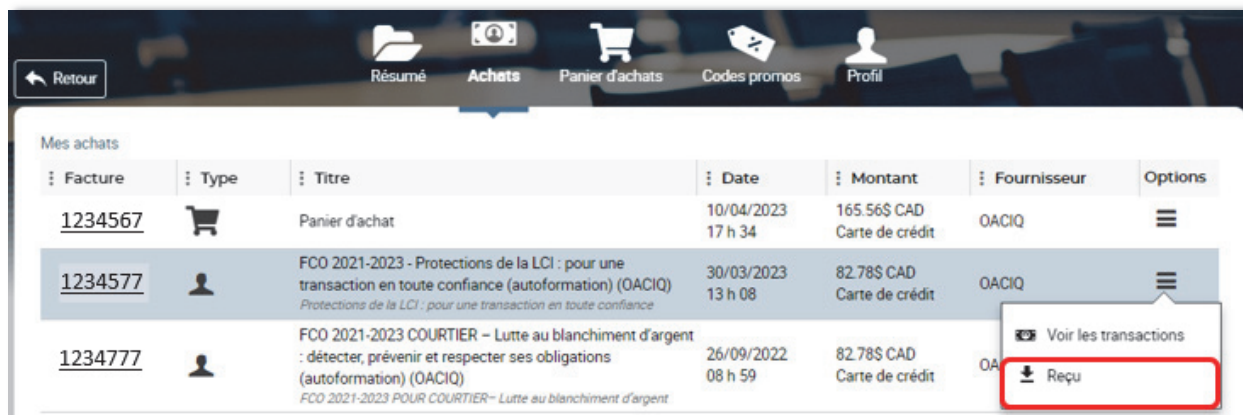 Retour
Résumé
Achats
Panier d'achats
Codes promos
Profil
Mes achats
Facture Type Titre Date Montant Fournisseur Options
1234567 Panier d'achat 10/04/2023 165.56$ CAD OACIQ
17 h 34 Carte de crédit
FCO 2021-2023 - Protections de la LCI : pour une
1234577 transaction en toute confiance (autoformation) (OACIQ) 30/03/2023 82.78$ CAD OACIQ
13 h 08 Carte de crédit
Protections de la LCI : pour une transaction en toute confiance
Voir les transactions
Reçu
FCO 2021-2023 COURTIER – Lutte au blanchiment d'argent
1234777 : détecter, prévenir et respecter ses obligations 26/09/2022 82.78$ CAD OA
(autoformation) (OACIQ) 08 h 59 Carte de crédit
FCO 2021-2023 POUR COURTIER– Lutte au blanchiment d'argent